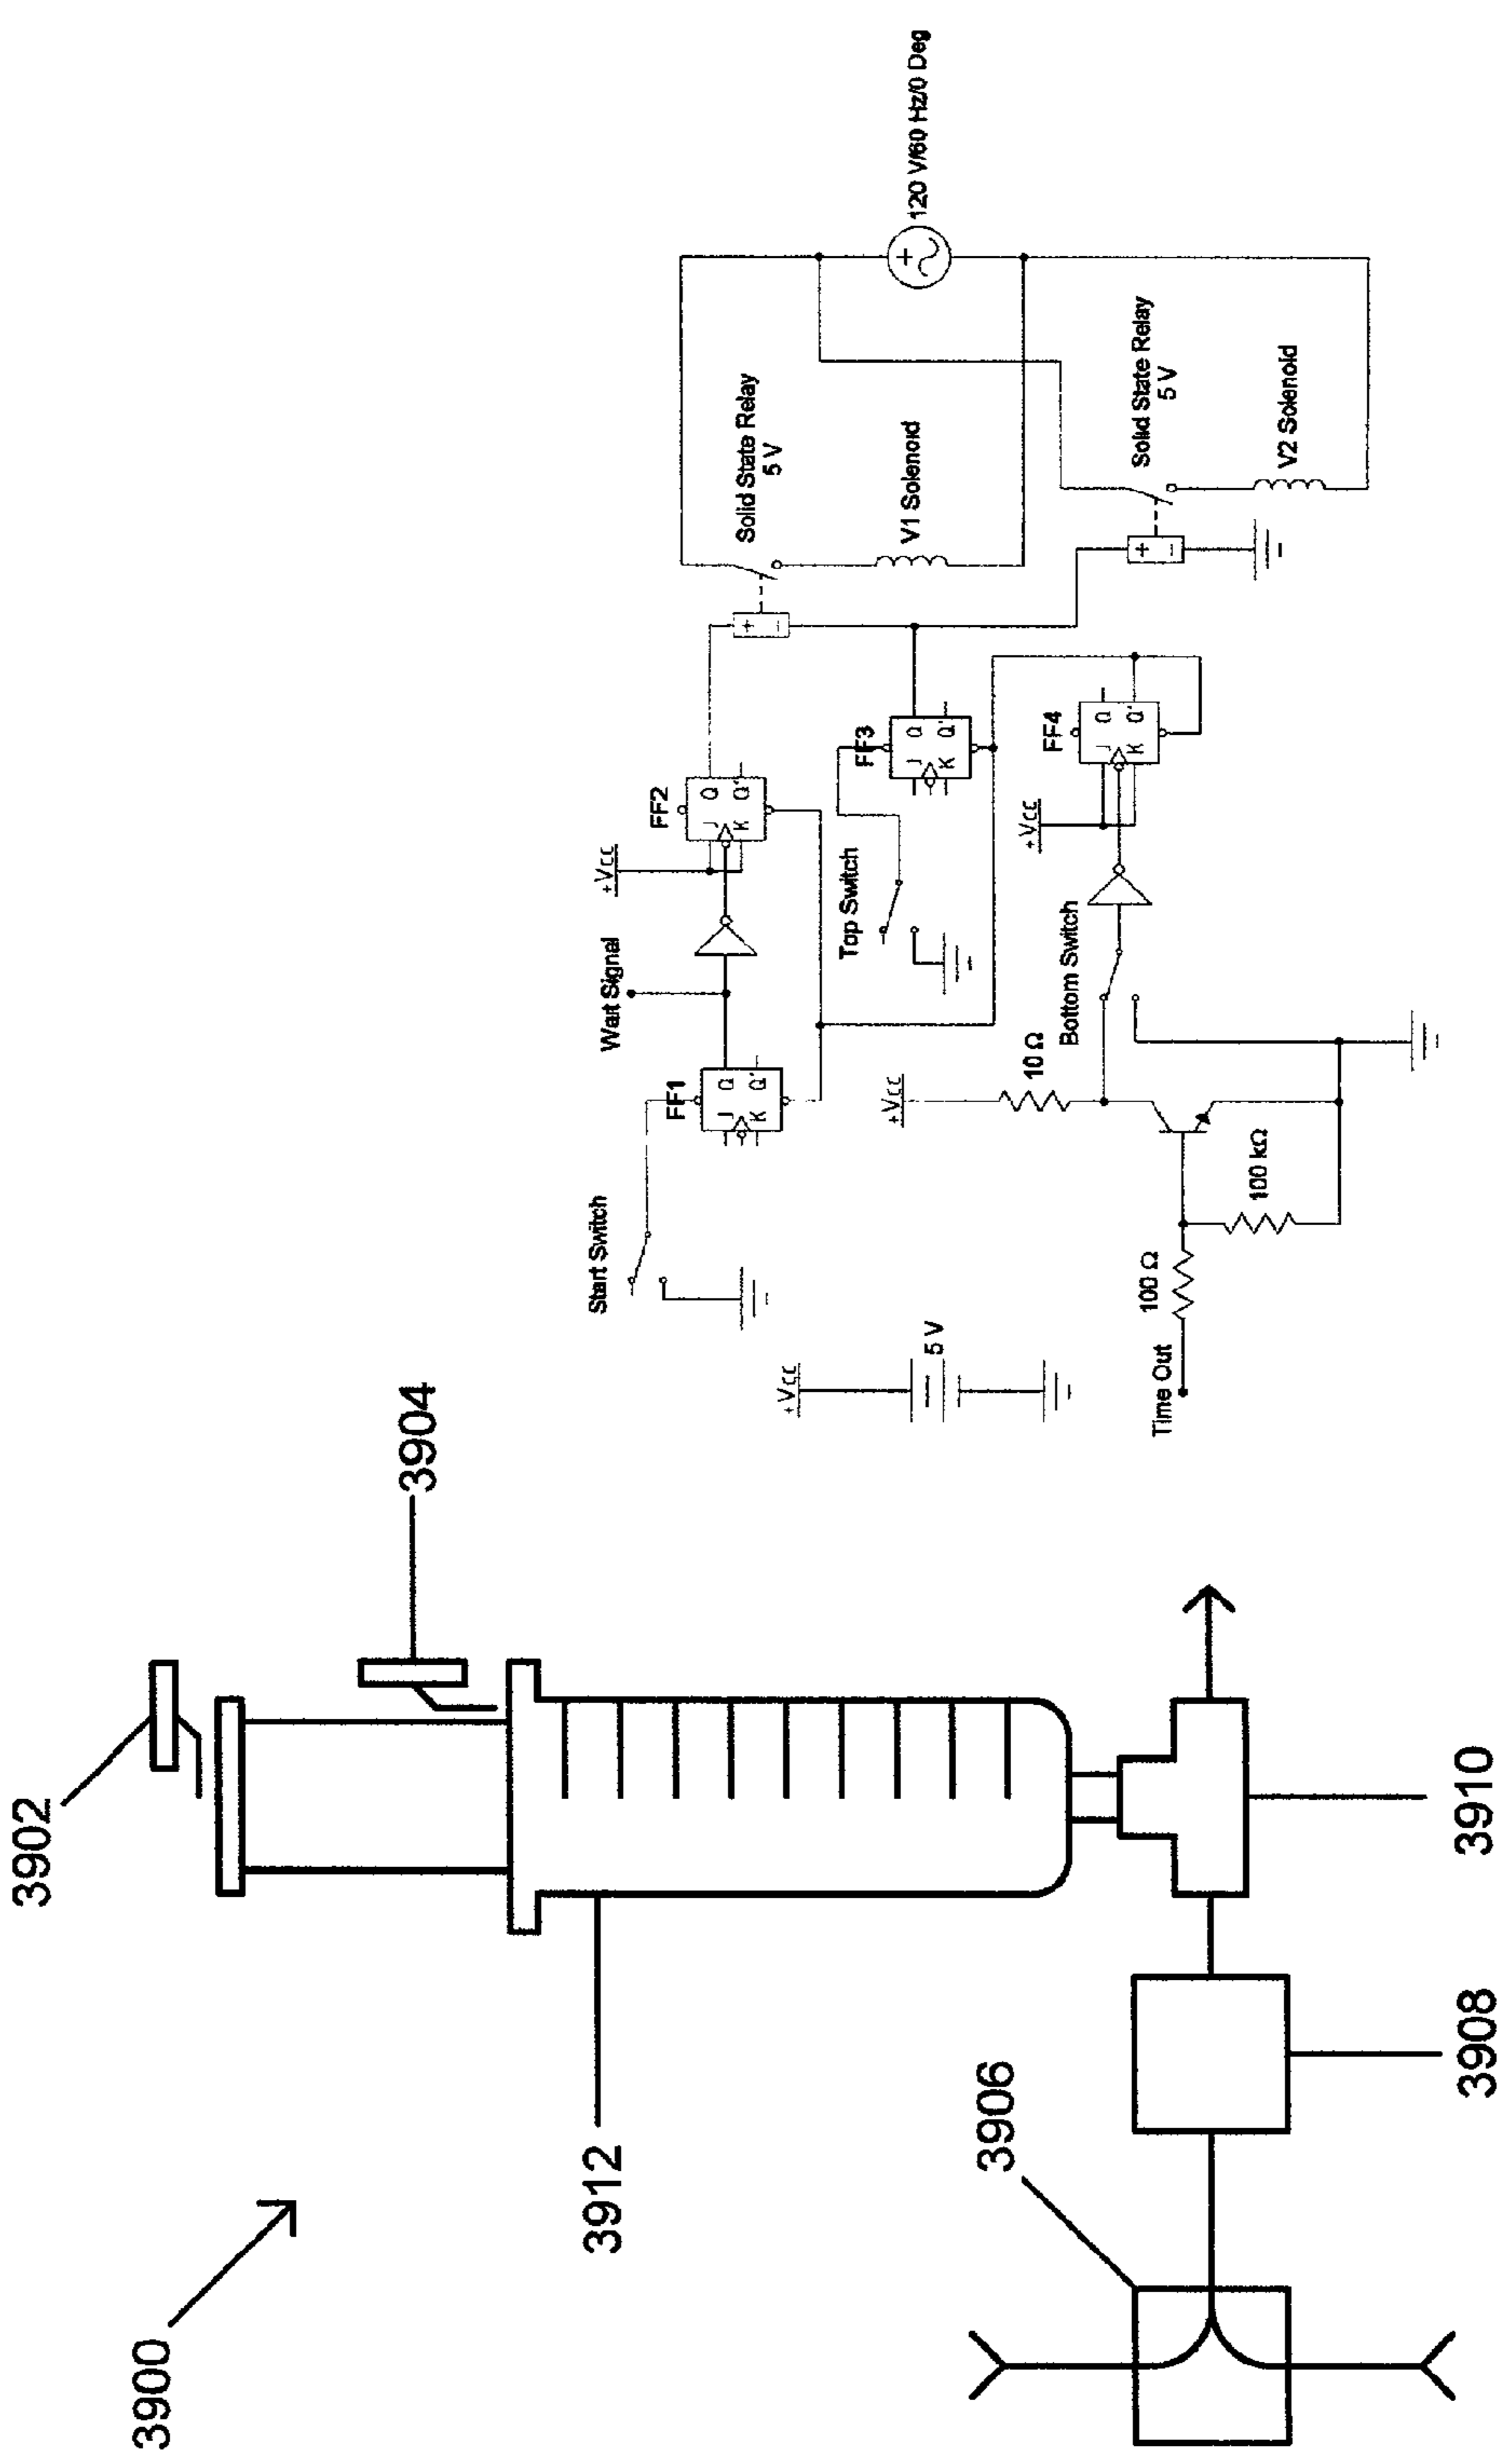 3900
3902
3904
3912
3906
3908
3910
Start Switch
FF1
J
Q
K
Q'
Wait Signal
+Vcc
FF2
J
Q
K
Q'
Solid State Relay
5 V
+
-
V1 Solenoid
120 V/60 Hz/0 Deg
+
Top Switch
FF3
J
Q
K
Q'
+Vcc
5 V
+Vcc
10 Ω
Bottom Switch
+Vcc
FF4
J
Q
K
Q'
Solid State Relay
5 V
+
-
V2 Solenoid
Time Out
100 Ω
100 kΩ